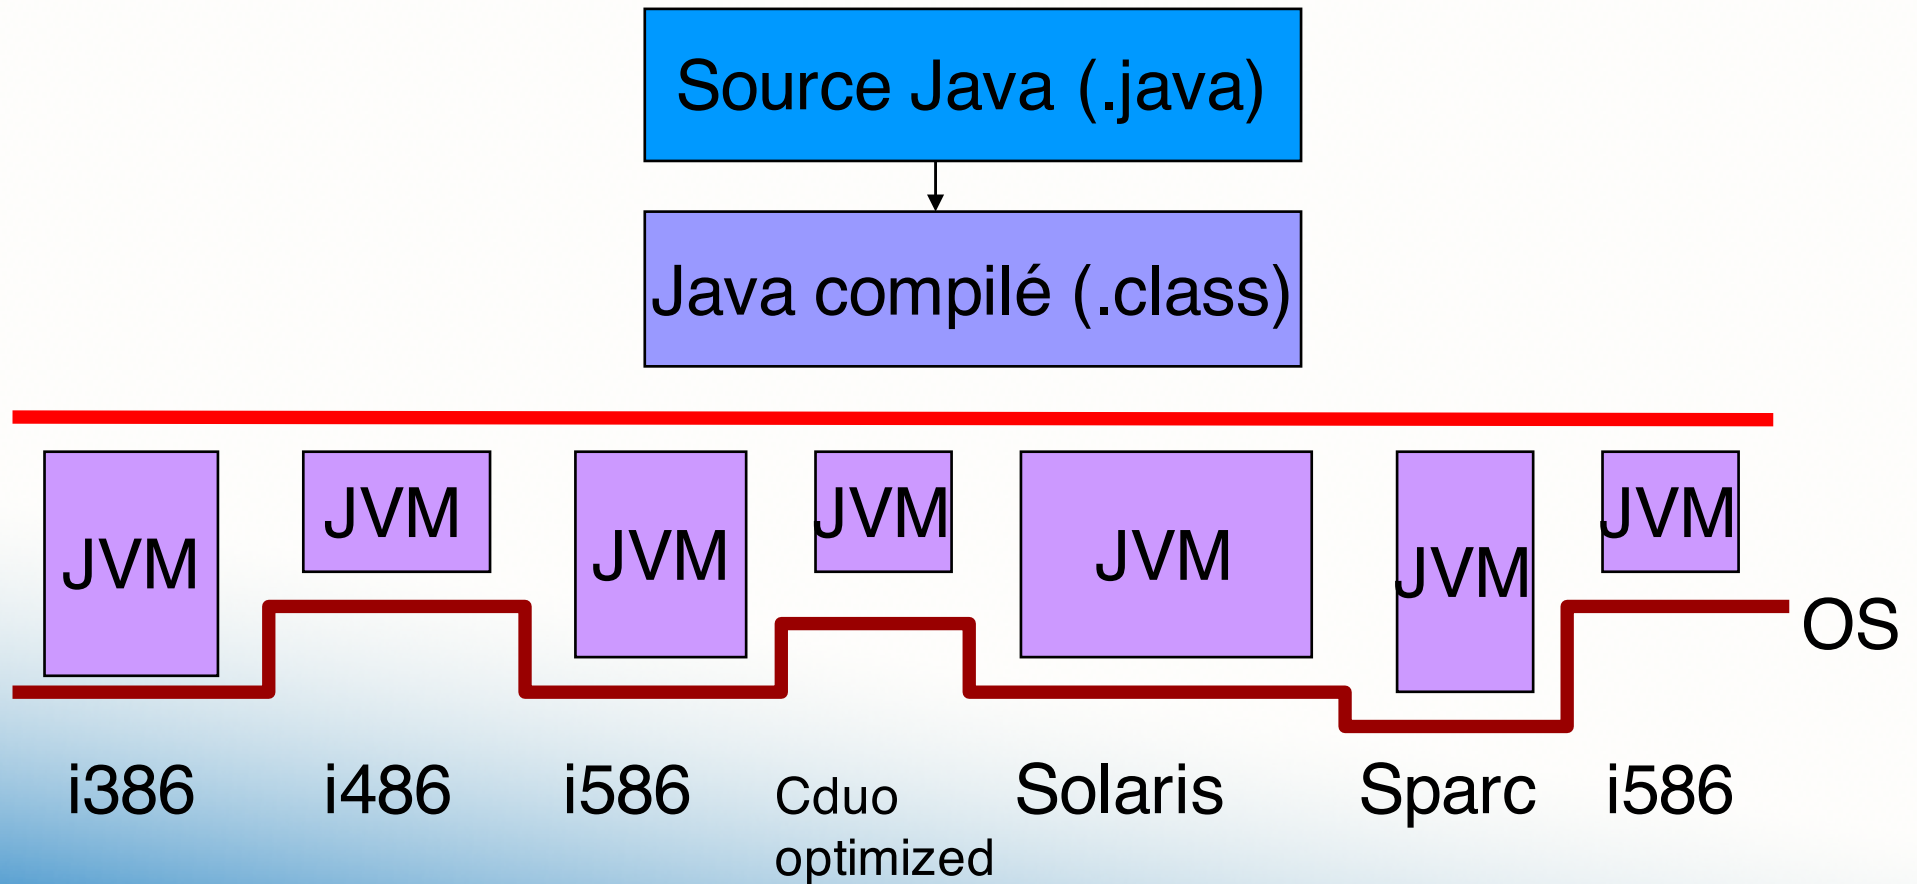 Source Java (.java)
Java compilé (.class)
JVM JVM JVM JVM JVM JVM JVM
OS
i386 i486 i586 Cduo Solaris Sparc i586
optimized